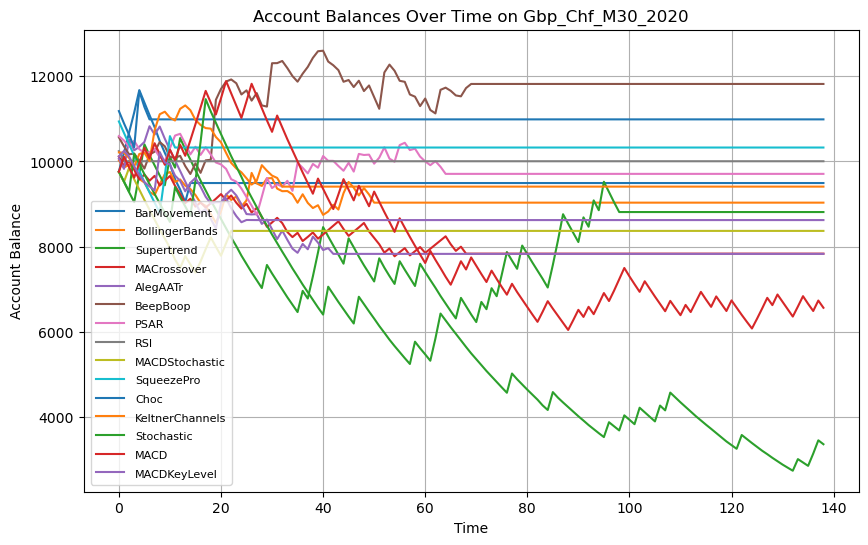 Account Balances Over Time on Gbp_Chf_M30_2020
Account Balance
12000
10000
8000
6000
4000
BarMovement
BollingerBands
Supertrend
MACrossover
AlegAATr
BeepBoop
PSAR
RSI
MACDStochastic
SqueezePro
Choc
KeltnerChannels
Stochastic
MACD
MACDKeyLevel
0 20 40 60 80 100 120 140
Time